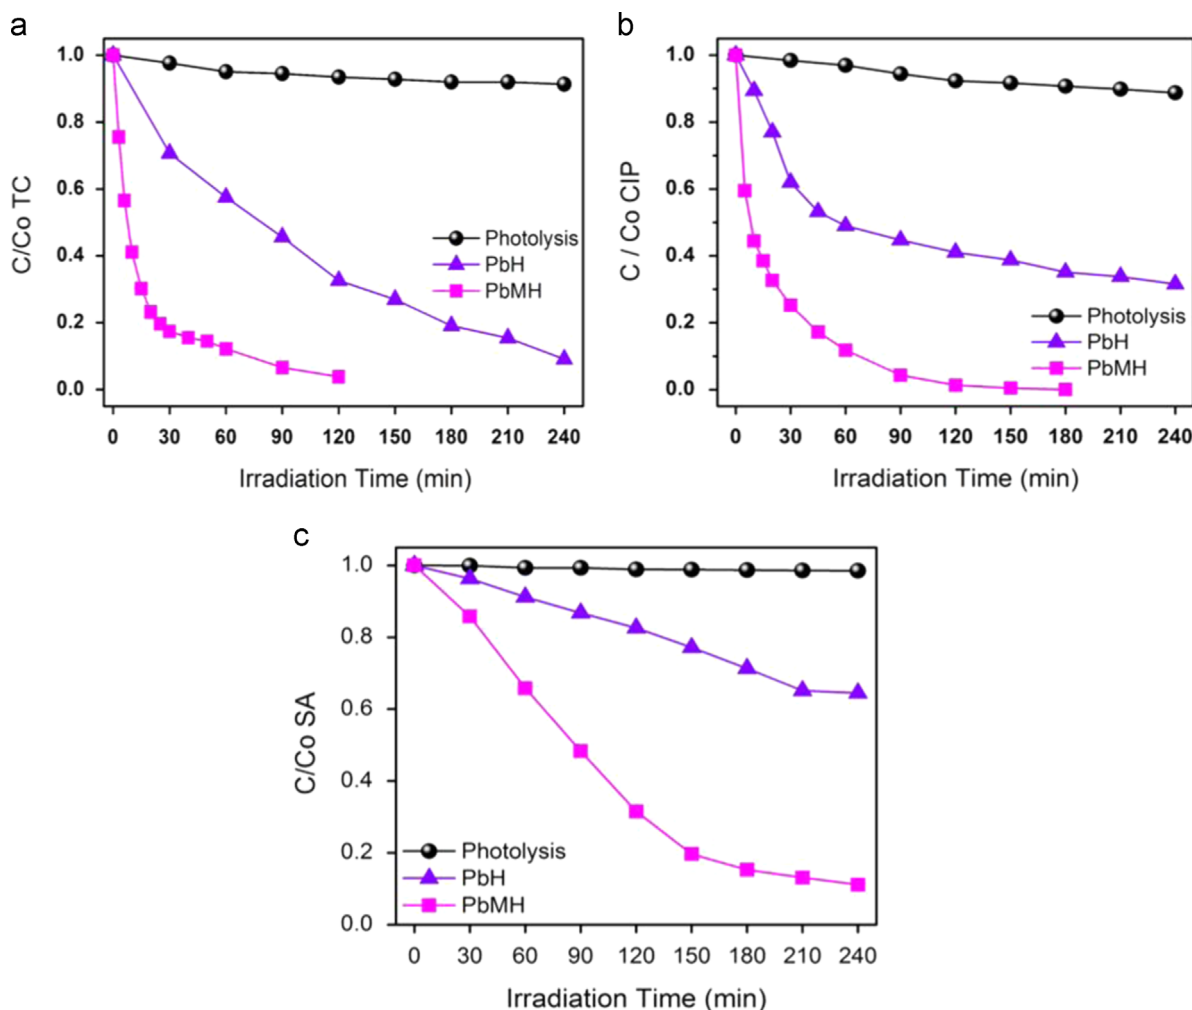 a
1.0
0.8
0.6
0.4
0.2
0.0
C/Co TC
Photolysis
PbH
PbMH
0 30 60 90 120 150 180 210 240
Irradiation Time (min)
b
1.0
0.8
0.6
0.4
0.2
0.0
C / Co CIP
Photolysis
PbH
PbMH
0 30 60 90 120 150 180 210 240
Irradiation Time (min)
c
1.0
0.8
0.6
0.4
0.2
0.0
C/Co SA
Photolysis
PbH
PbMH
0 30 60 90 120 150 180 210 240
Irradiation Time (min)